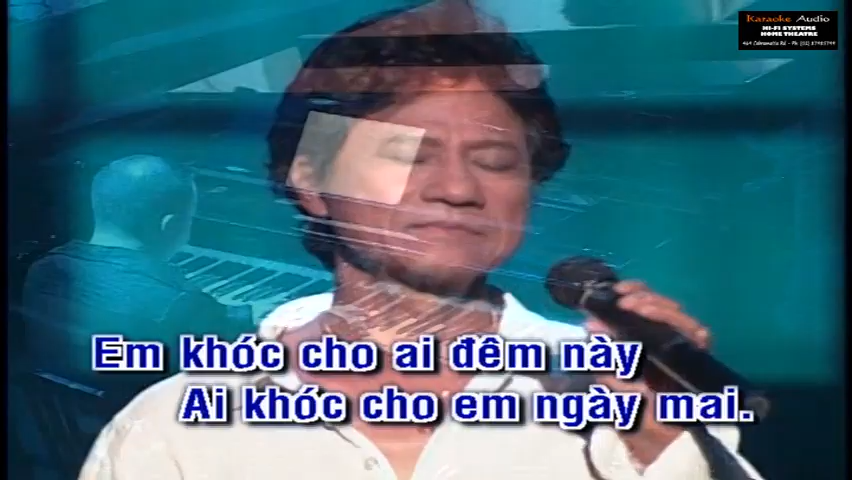 Karaoke Audio
HI-FI SYSTEMS
HOME THEATRE
Em khóc cho ai đêm này
Ai khóc cho em ngày mai.